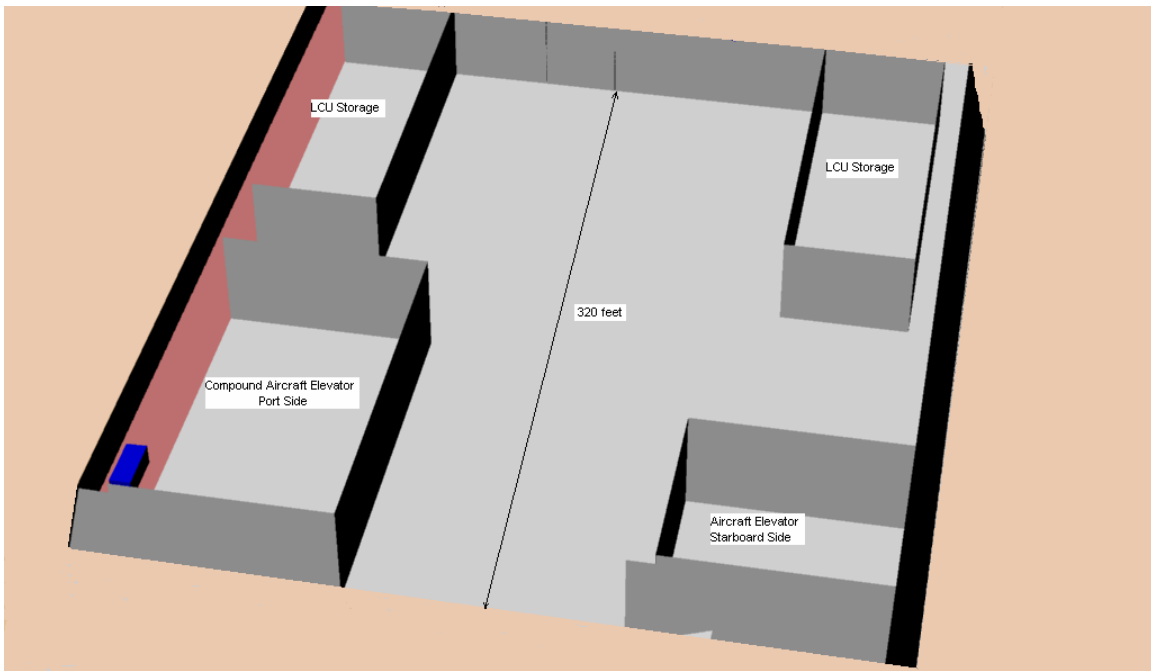 LCU Storage
LCU Storage
320 feet
Compound Aircraft Elevator
Port Side
Aircraft Elevator
Starboard Side